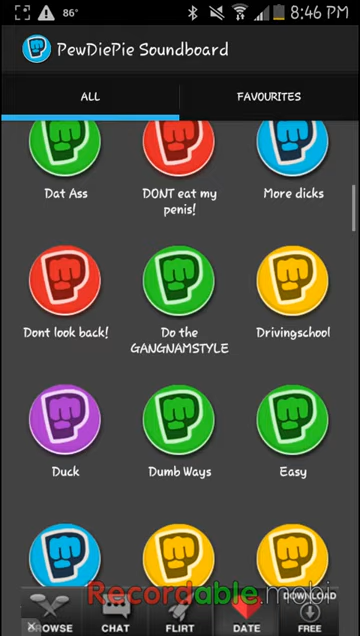 86° 8:46 PM
PewDiePie Soundboard
ALL FAVOURITES
Dat Ass DONT eat my penis! More dicks
Dont look back! Do the GANGNAMSTYLE Drivingschool
Duck Dumb Ways Easy
Recordable.mobi
DOWNLOAD
BROWSE CHAT FLIRT DATE FREE